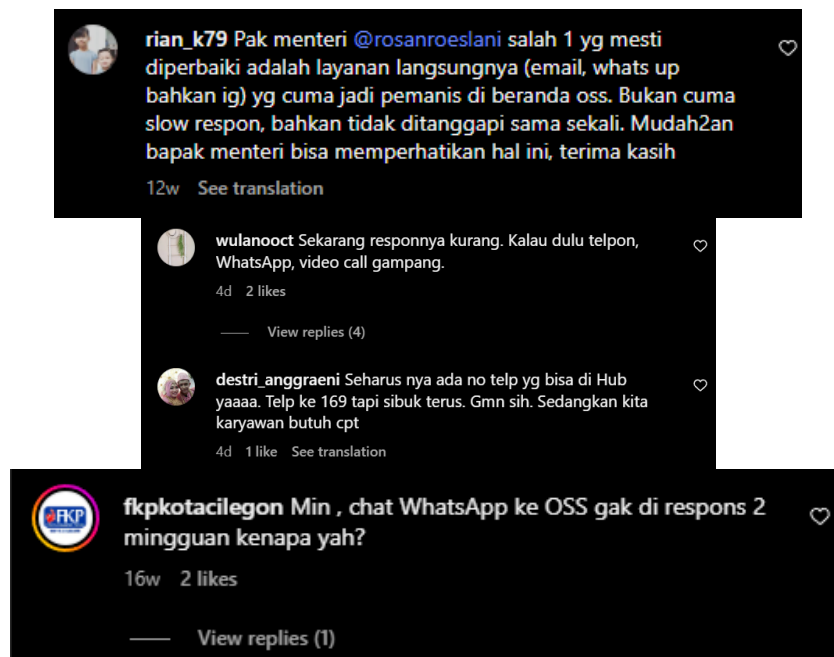 rian_k79 Pak menteri @rosanroeslani salah 1 yg mesti
diperbaiki adalah layanan langsungnya (email, whats up
bahkan ig) yg cuma jadi pemanis di beranda oss. Bukan cuma
slow respon, bahkan tidak ditanggapi sama sekali. Mudah2an
bapak menteri bisa memperhatikan hal ini, terima kasih
12w See translation
wulanooct Sekarang responnya kurang. Kalau dulu telpon,
WhatsApp, video call gampang.
4d 2 likes
View replies (4)
destri_anggraeni Seharus nya ada no telp yg bisa di Hub
yaaaa. Telp ke 169 tapi sibuk terus. Gmn sih. Sedangkan kita
karyawan butuh cpt
4d 1 like See translation
FKP
fkpkotacilegon Min , chat WhatsApp ke OSS gak di respons 2
mingguan kenapa yah?
16w 2 likes
View replies (1)